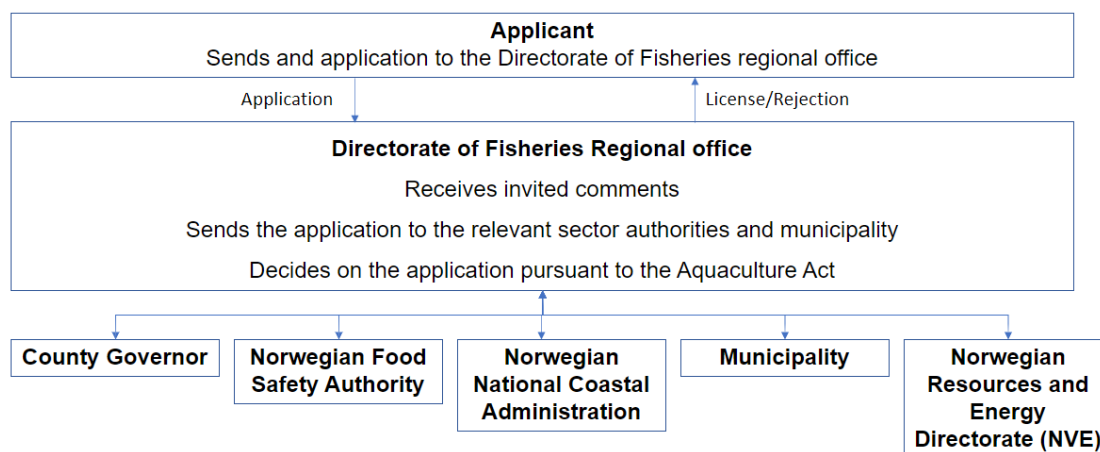 Applicant
Sends and application to the Directorate of Fisheries regional office
Application
License/Rejection
Directorate of Fisheries Regional office
Receives invited comments
Sends the application to the relevant sector authorities and municipality
Decides on the application pursuant to the Aquaculture Act
County Governor
Norwegian Food
Safety Authority
Norwegian
National Coastal
Administration
Municipality
Norwegian
Resources and
Energy
Directorate (NVE)